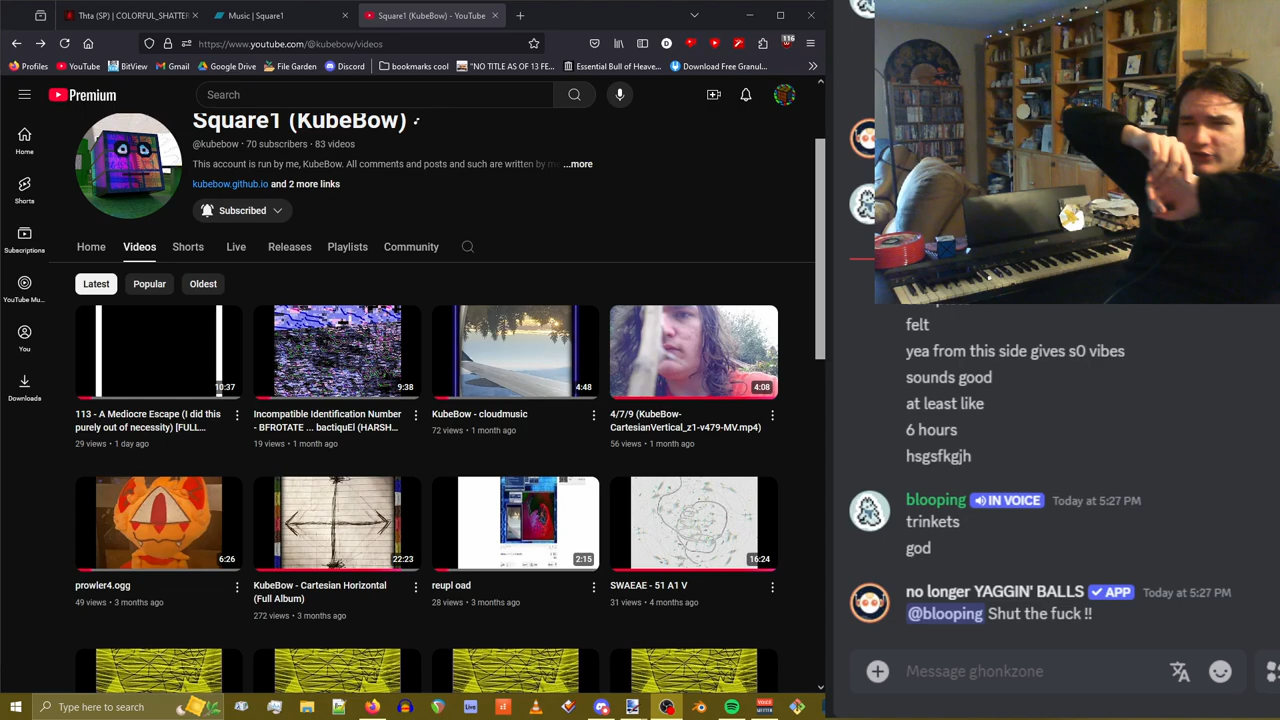 Thta (SP) | COLORFUL_SHATTER
Music | Square1
Square1 (KubeBow) - YouTube
https://www.youtube.com/@kubebow/videos
116
Profiles
YouTube
BitView
Gmail
Google Drive
File Garden
Discord
bookmarks cool
"NO TITLE AS OF 13 FE...
Essential Bull of Heave...
Download Free Granul...
Premium
Search
Home
Shorts
Subscriptions
YouTube Mu...
You
Downloads
Square1 (KubeBow)
@kubebow · 70 subscribers · 83 videos
This account is run by me, KubeBow. All comments and posts and such are written by me ...more
kubebow.github.io and 2 more links
Subscribed
Home
Videos
Shorts
Live
Releases
Playlists
Community
Latest
Popular
Oldest
10:37
9:38
4:48
4:08
113 - A Mediocre Escape (I did this
purely out of necessity) [FULL...
29 views · 1 day ago
Incompatible Identification Number
- BFROTATE ... bactiquEl (HARSH...
19 views · 1 month ago
KubeBow - cloudmusic
72 views · 1 month ago
4/7/9 (KubeBow-
CartesianVertical_z1-v479-MV.mp4)
56 views · 1 month ago
6:26
22:23
2:15
16:24
prowler4.ogg
49 views · 3 months ago
KubeBow - Cartesian Horizontal
(Full Album)
272 views · 3 months ago
reupl oad
28 views · 3 months ago
SWAEAE - 51 A1 V
31 views · 4 months ago
Type here to search
Live
felt
yea from this side gives s0 vibes
sounds good
at least like
6 hours
hsgsfkgjh
blooping IN VOICE Today at 5:27 PM
trinkets
god
no longer YAGGIN' BALLS APP Today at 5:27 PM
@blooping Shut the fuck !!
Message ghonkzone